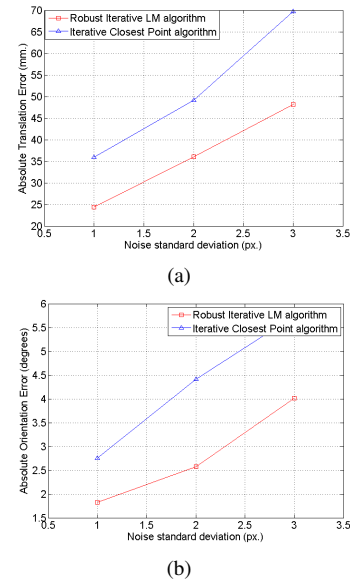 70
65
60
55
50
45
40
35
30
25
20
Absolute Translation Error (mm.)
Robust Iterative LM algorithm
Iterative Closest Point algorithm
0.5 1 1.5 2 2.5 3 3.5
Noise standard deviation (px.)
(a)
6
5.5
5
4.5
4
3.5
3
2.5
2
1.5
Absolute Orientation Error (degrees)
Robust Iterative LM algorithm
Iterative Closest Point algorithm
0.5 1 1.5 2 2.5 3 3.5
Noise standard deviation (px.)
(b)